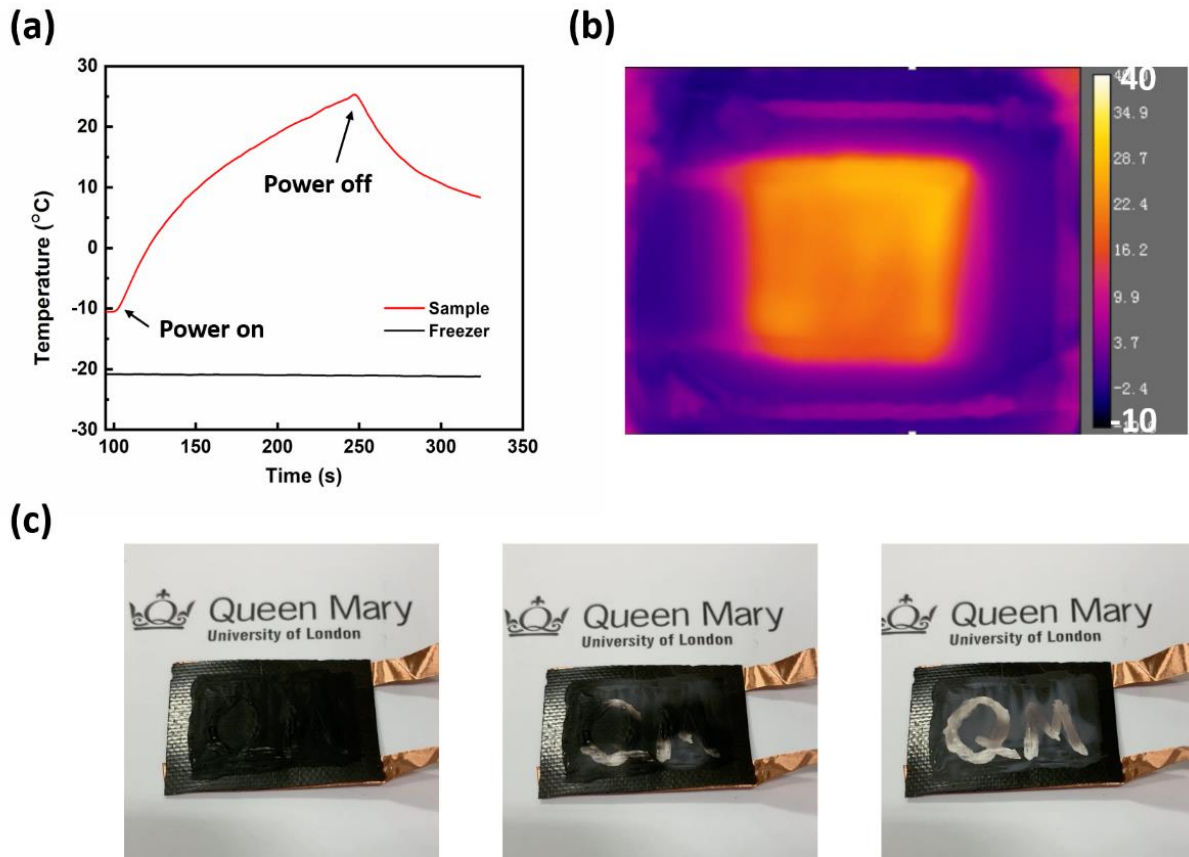 (a)
30
20
10
0
-10
-20
-30
Temperature (°C)
Power off
Power on
Sample
Freezer
100 150 200 250 300 350
Time (s)
(b)
40
34.9
28.7
22.4
16.2
9.9
3.7
-2.4
-10
(c)
Queen Mary
University of London
Queen Mary
University of London
QM
Queen Mary
University of London
QM